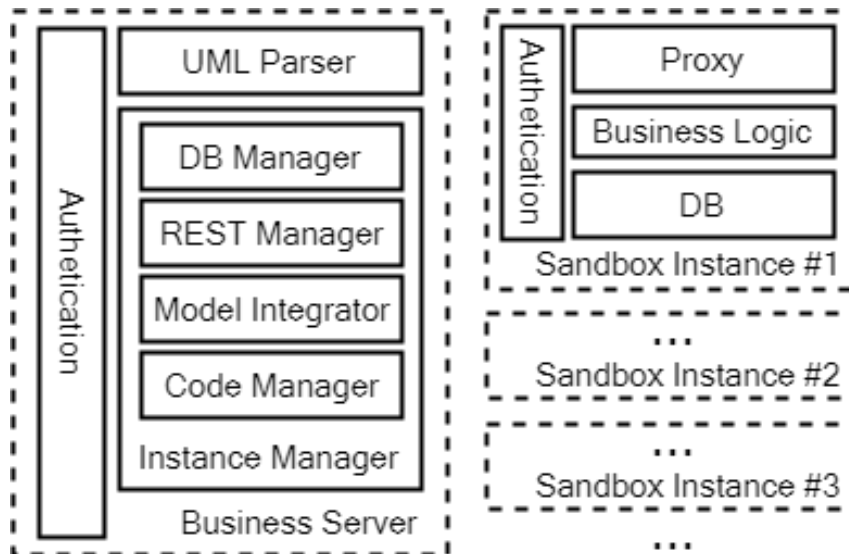 Authetication
UML Parser
DB Manager
REST Manager
Model Integrator
Code Manager
Instance Manager
Business Server
Authetication
Proxy
Business Logic
DB
Sandbox Instance #1
...
Sandbox Instance #2
...
Sandbox Instance #3
...